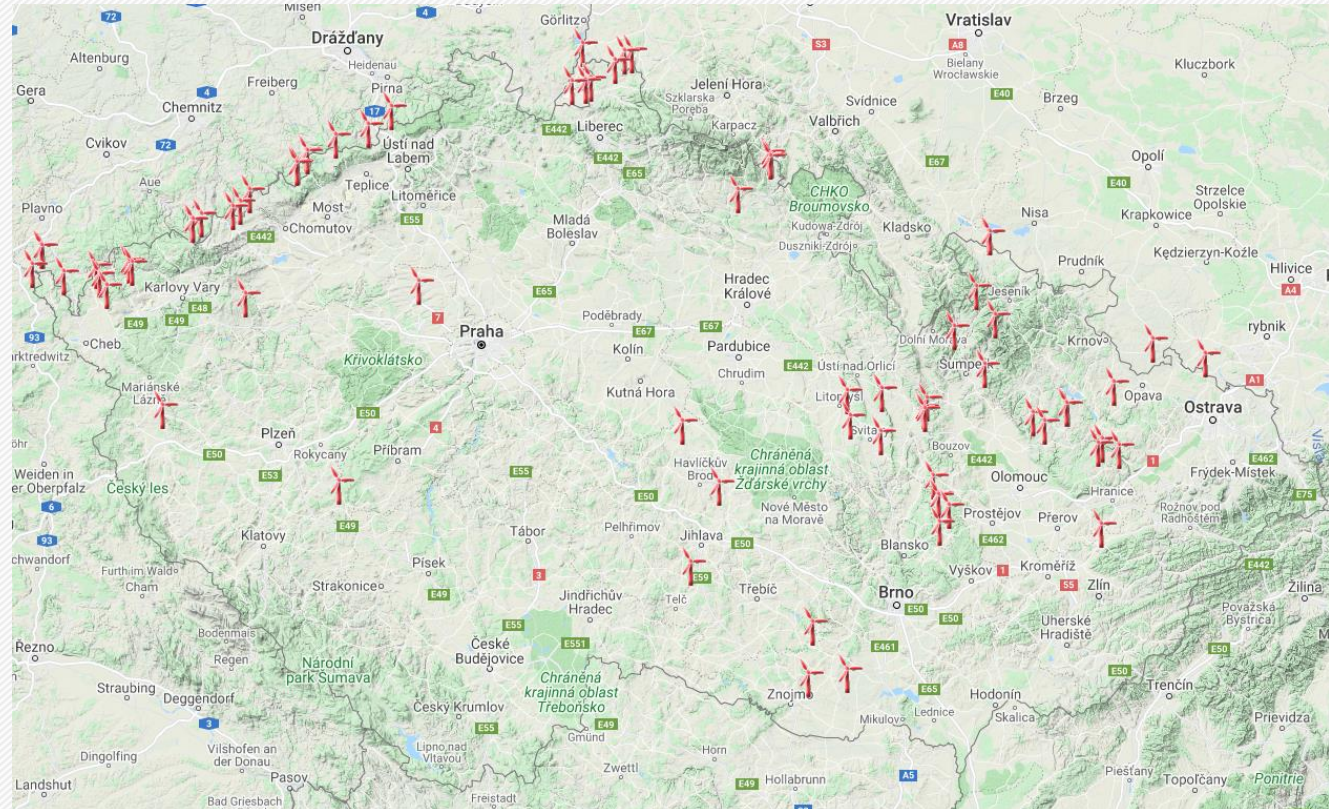 Míšeň
72
4
Görlitz
Vratislav
Drážďany
S3
A8
Altenburg
Heidenau
Bielany
Wrocławskie
Kluczbork
Freiberg
Pirna
Gera
4
Chemnitz
17
Jelení Hora
Szklarska
Poręba
Svídnice
E40
Brzeg
Liberec
E442
Karpacz
Valbřich
Cvikov
72
Ústí nad
Labem
E442
E65
E67
Opolí
Aue
Teplice
Litoměřice
CHKO
Broumovsko
E40
Strzelce
Opolskie
Plavno
Most
Chomutov
E55
Mladá
Boleslav
Kudowa-Zdrój
Duszniki-Zdrój
Kladsko
Nisa
Krapkowice
E442
Prudník
Kędzierzyn-Koźle
Karlovy Vary
E48
E49
E49
Hradec
Králové
Jeseník
Hlivice
A4
93
Cheb
7
E65
Poděbrady
E67
E67
rybnik
Praha
Kolín
Pardubice
Dolní Morava
Krnov
Křivoklátsko
Chrudim
E442
Ústí nad Orlicí
Šumperk
A1
Mariánské
Lázně
Kutná Hora
Litomyšl
Opava
Ostrava
E50
4
Plzeň
Svita
Rokycany
Příbram
Bouzov
E50
E53
E55
Havlíčkův
Brod
Chráněná
krajinná oblast
Žďárské vrchy
E442
Olomouc
1
E462
Frýdek-Místek
Weiden in
er Oberpfalz
Český les
E50
Hranice
E75
6
E49
Nové Město
na Moravě
Prostějov
Přerov
Rožnov pod
Radhoštěm
93
Klatovy
Tábor
Pelhřimov
Jihlava
E50
Blansko
E462
chwandorf
Furth im Wald
Cham
Písek
3
E59
Vyškov
1
Kroměříž
E442
Strakonice
E49
Jindřichův
Hradec
Telč
Třebíč
Brno
55
Zlín
Žilina
E50
E50
Považská
Bystrica
Bodenmais
Regen
E55
E551
E461
Uherské
Hradiště
Řezno
České
Budějovice
E50
E50
Národní
park Šumava
Straubing
Deggendorf
Chráněná
krajinná oblast
Třeboňsko
Znojmo
E65
Hodonín
Trenčín
3
Český Krumlov
E55
E49
Gmünd
Mikulov
Lednice
Skalica
Prievidza
Dingolfing
Vilshofen an
der Donau
Lipno nad
Vltavou
Horn
Zwettl
Landshut
Pasov
E49
Hollabrunn
A5
Piešťany
Topoľčany
Ponitrie
Bad Griesbach
Freistadt